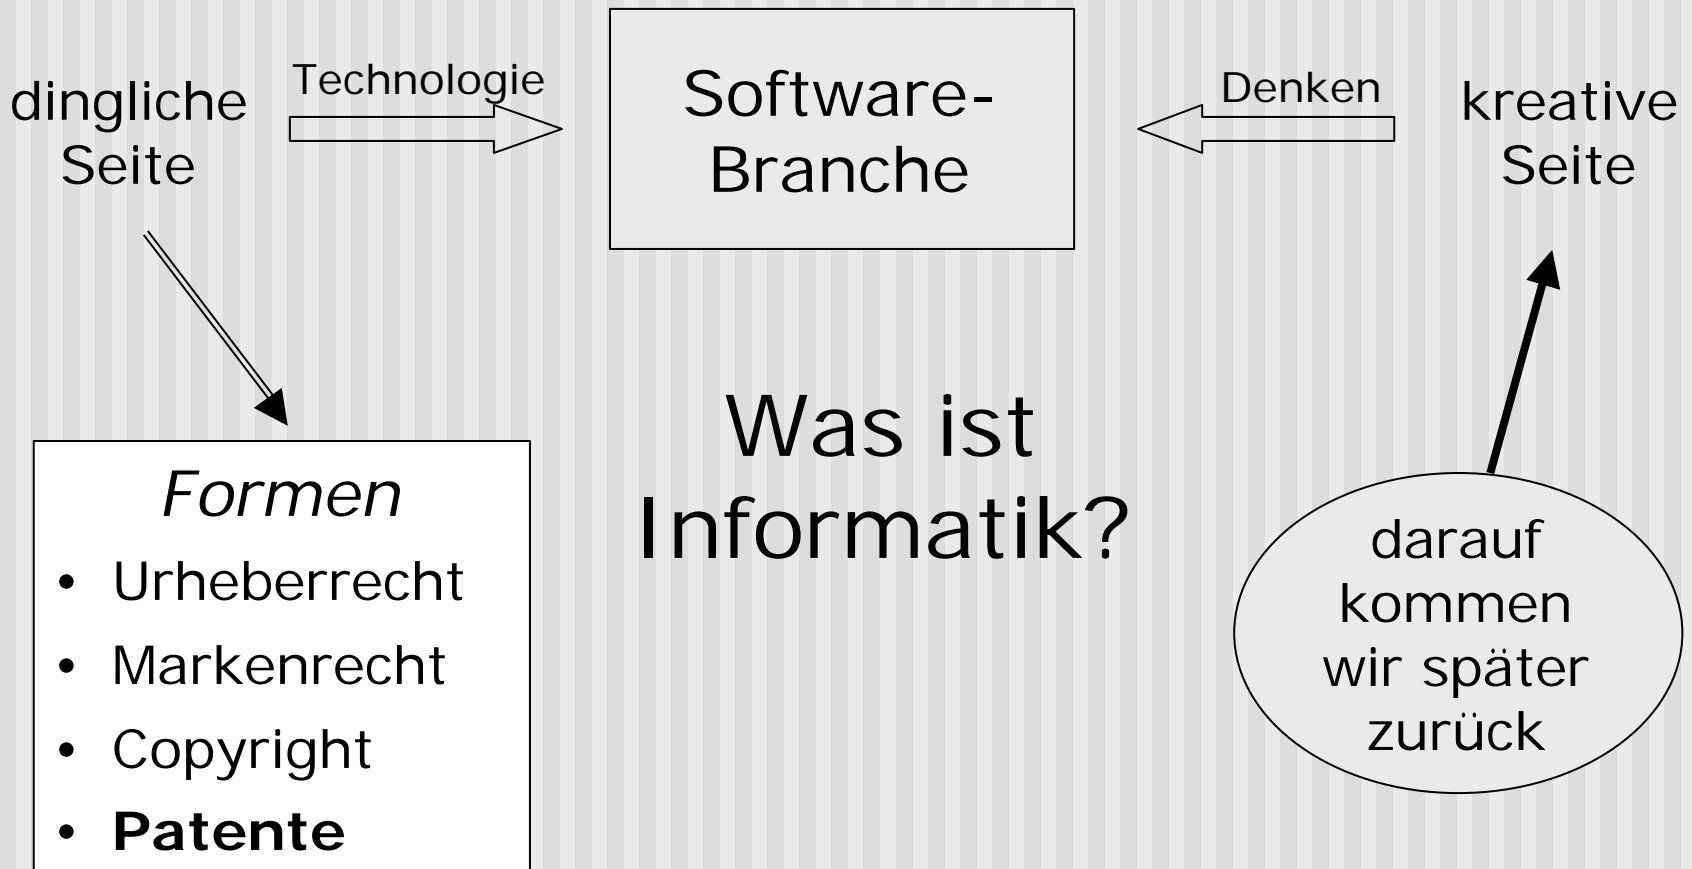 dingliche
Seite
Technologie
Software-
Branche
Denken
kreative
Seite
Was ist
Informatik?
Formen
• Urheberrecht
• Markenrecht
• Copyright
• Patente
darauf
kommen
wir später
zurück